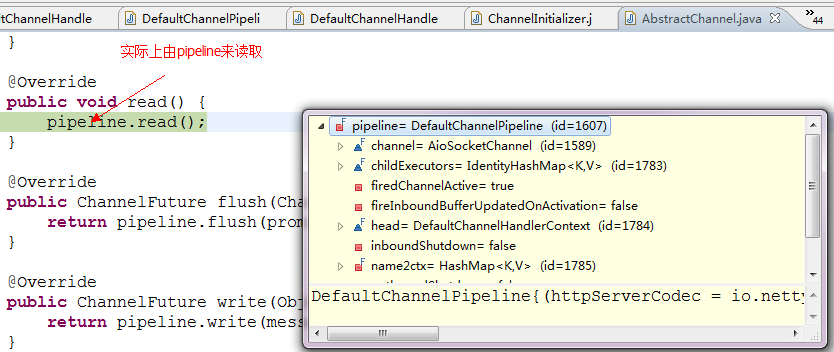 ltChannelHandle
DefaultChannelPipeli
DefaultChannelHandle
ChannelInitializer.j
AbstractChannel.java
»44
}
实际上由pipeline来读取
@Override
public void read() {
pipeline.read();
}
@Override
public ChannelFuture flush(Cha
return pipeline.flush(prom
}
@Override
public ChannelFuture write(Obj
return pipeline.write(mess
}
pipeline= DefaultChannelPipeline (id=1607)
channel= AioSocketChannel (id=1589)
childExecutors= IdentityHashMap<K,V> (id=1783)
firedChannelActive= true
fireInboundBufferUpdatedOnActivation= false
head= DefaultChannelHandlerContext (id=1784)
inboundShutdown= false
name2ctx= HashMap<K,V> (id=1785)
DefaultChannelPipeline{(httpServerCodec = io.netty